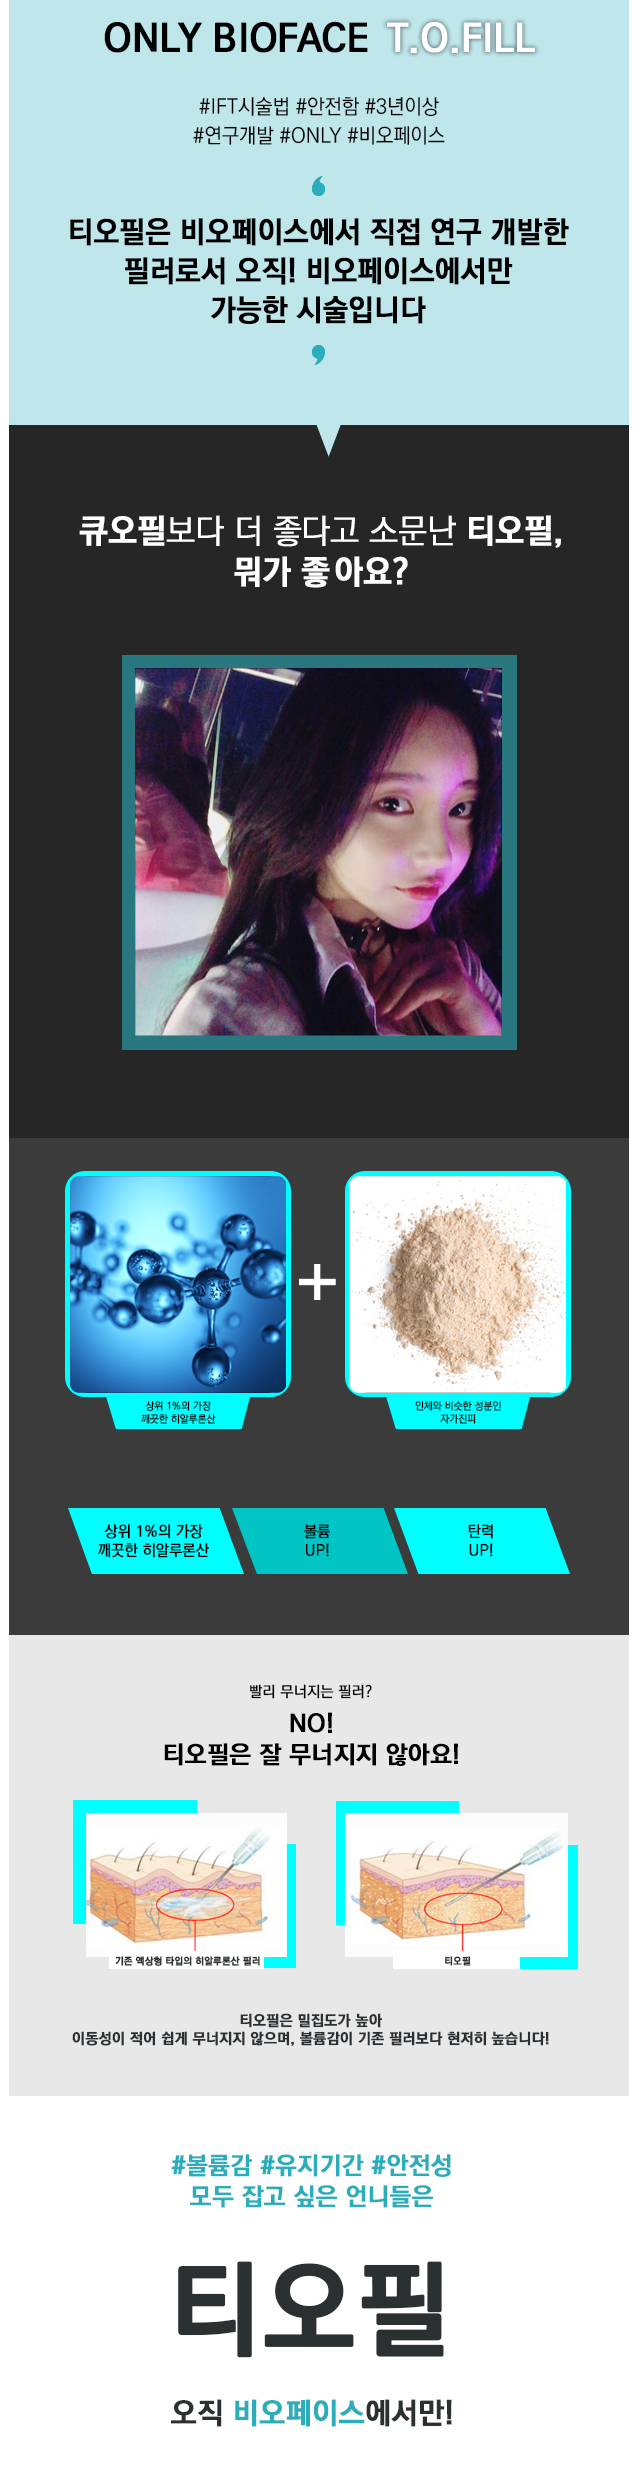 ONLY BIOFACE T.O.FILL
#IFT시술법 #안전함 #3년이상
#연구개발 #ONLY #비오페이스
티오필은 비오페이스에서 직접 연구 개발한
필러로서 오직! 비오페이스에서만
가능한 시술입니다
큐오필보다 더 좋다고 소문난 티오필,
뭐가 좋아요?
+
상위 1%의 가장
깨끗한 히알루론산
인체와 비슷한 성분인
자가진피
상위 1%의 가장
깨끗한 히알루론산
볼륨
UP!
탄력
UP!
빨리 무너지는 필러?
NO!
티오필은 잘 무너지지 않아요!
기존 액상형 타입의 히알루론산 필러
티오필
티오필은 밀집도가 높아
이동성이 적어 쉽게 무너지지 않으며, 볼륨감이 기존 필러보다 현저히 높습니다!
#볼륨감 #유지기간 #안전성
모두 잡고 싶은 언니들은
티오필
오직 비오페이스에서만!